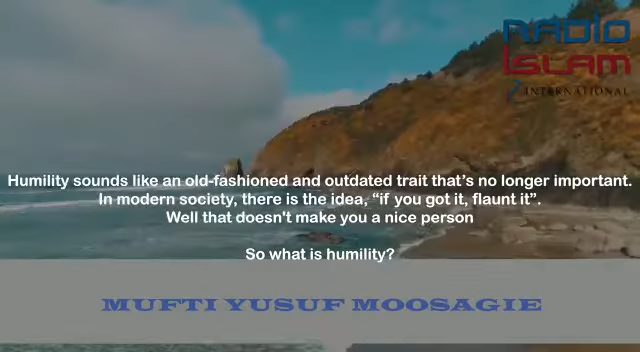 RADIO
ISLAM
INTERNATIONAL
Humility sounds like an old-fashioned and outdated trait that’s no longer important.
In modern society, there is the idea, “if you got it, flaunt it”.
Well that doesn't make you a nice person
So what is humility?
MUFTI YUSUF MOOSAGIE